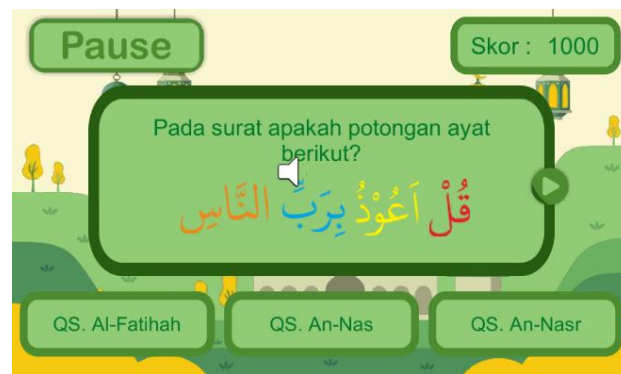 Pause
Skor : 1000
Pada surat apakah potongan ayat
berikut?
قُلْ اَعُوْذُ بِرَبِّ النَّاسِ
QS. Al-Fatihah
QS. An-Nas
QS. An-Nasr